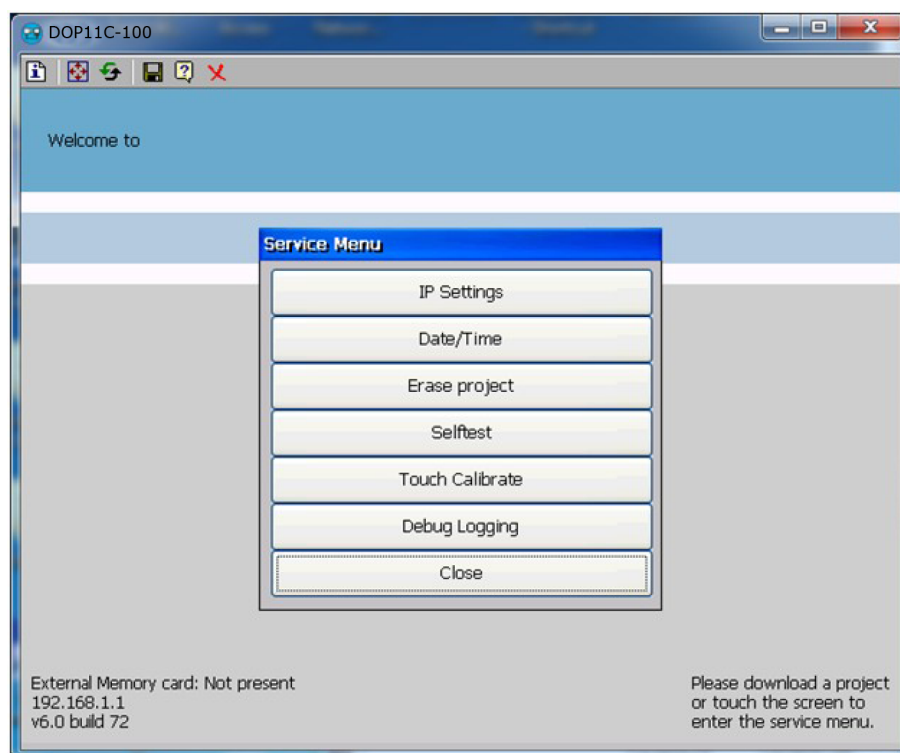 DOP11C-100
Welcome to
Service Menu
IP Settings
Date/Time
Erase project
Selftest
Touch Calibrate
Debug Logging
Close
External Memory card: Not present
192.168.1.1
v6.0 build 72
Please download a project
or touch the screen to
enter the service menu.